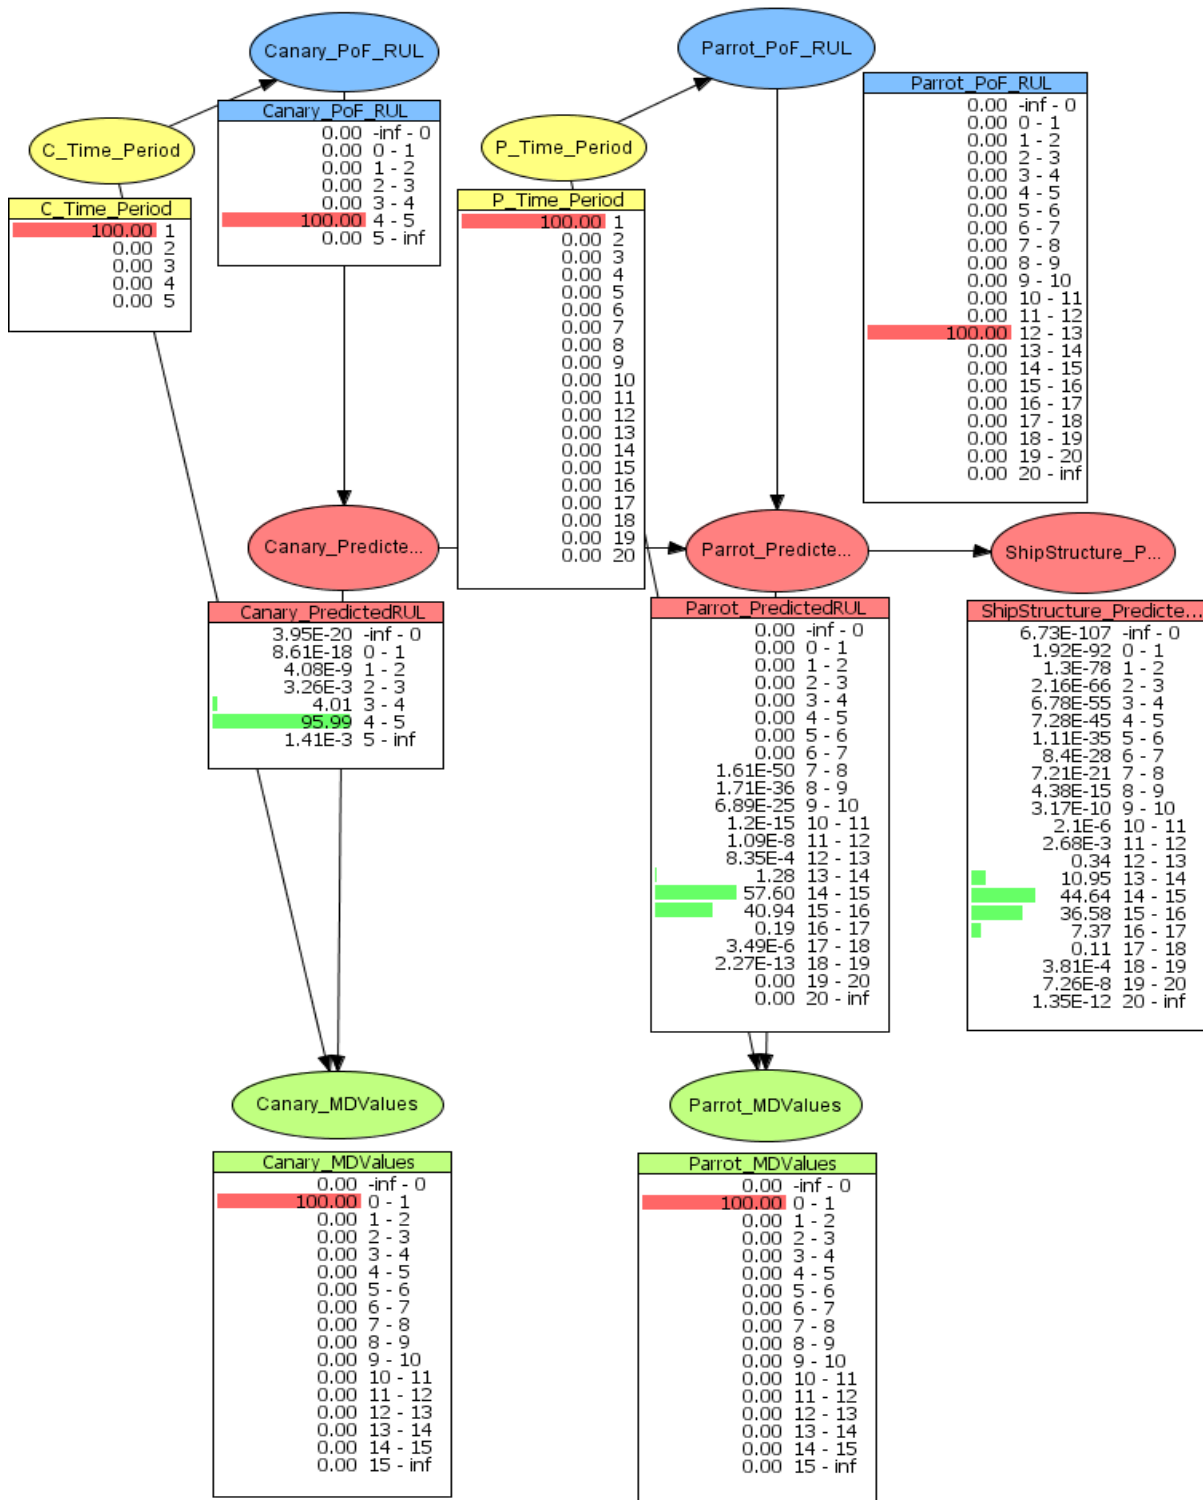 Canary_PoF_RUL
Parrot_PoF_RUL
C_Time_Period
P_Time_Period
Canary_PoF_RUL
0.00 -inf - 0
0.00 0 - 1
0.00 1 - 2
0.00 2 - 3
0.00 3 - 4
100.00 4 - 5
0.00 5 - inf
Parrot_PoF_RUL
0.00 -inf - 0
0.00 0 - 1
0.00 1 - 2
0.00 2 - 3
0.00 3 - 4
0.00 4 - 5
0.00 5 - 6
0.00 6 - 7
0.00 7 - 8
0.00 8 - 9
0.00 9 - 10
0.00 10 - 11
0.00 11 - 12
100.00 12 - 13
0.00 13 - 14
0.00 14 - 15
0.00 15 - 16
0.00 16 - 17
0.00 17 - 18
0.00 18 - 19
0.00 19 - 20
0.00 20 - inf
C_Time_Period
100.00 1
0.00 2
0.00 3
0.00 4
0.00 5
P_Time_Period
100.00 1
0.00 2
0.00 3
0.00 4
0.00 5
0.00 6
0.00 7
0.00 8
0.00 9
0.00 10
0.00 11
0.00 12
0.00 13
0.00 14
0.00 15
0.00 16
0.00 17
0.00 18
0.00 19
0.00 20
Canary_Predicte...
Parrot_Predicte...
ShipStructure_P...
Canary_PredictedRUL
3.95E-20 -inf - 0
8.61E-18 0 - 1
4.08E-9 1 - 2
3.26E-3 2 - 3
4.01 3 - 4
95.99 4 - 5
1.41E-3 5 - inf
Parrot_PredictedRUL
0.00 -inf - 0
0.00 0 - 1
0.00 1 - 2
0.00 2 - 3
0.00 3 - 4
0.00 4 - 5
0.00 5 - 6
0.00 6 - 7
1.61E-50 7 - 8
1.71E-36 8 - 9
6.89E-25 9 - 10
1.2E-15 10 - 11
1.09E-8 11 - 12
8.35E-4 12 - 13
1.28 13 - 14
57.60 14 - 15
40.94 15 - 16
0.19 16 - 17
3.49E-6 17 - 18
2.27E-13 18 - 19
0.00 19 - 20
0.00 20 - inf
ShipStructure_Predicte...
6.73E-107 -inf - 0
1.92E-92 0 - 1
1.3E-78 1 - 2
2.16E-66 2 - 3
6.78E-55 3 - 4
7.28E-45 4 - 5
1.11E-35 5 - 6
8.4E-28 6 - 7
7.21E-21 7 - 8
4.38E-15 8 - 9
3.17E-10 9 - 10
2.1E-6 10 - 11
2.68E-3 11 - 12
0.34 12 - 13
10.95 13 - 14
44.64 14 - 15
36.58 15 - 16
7.37 16 - 17
0.11 17 - 18
3.81E-4 18 - 19
7.26E-8 19 - 20
1.35E-12 20 - inf
Canary_MDValues
Parrot_MDValues
Canary_MDValues
0.00 -inf - 0
100.00 0 - 1
0.00 1 - 2
0.00 2 - 3
0.00 3 - 4
0.00 4 - 5
0.00 5 - 6
0.00 6 - 7
0.00 7 - 8
0.00 8 - 9
0.00 9 - 10
0.00 10 - 11
0.00 11 - 12
0.00 12 - 13
0.00 13 - 14
0.00 14 - 15
0.00 15 - inf
Parrot_MDValues
0.00 -inf - 0
100.00 0 - 1
0.00 1 - 2
0.00 2 - 3
0.00 3 - 4
0.00 4 - 5
0.00 5 - 6
0.00 6 - 7
0.00 7 - 8
0.00 8 - 9
0.00 9 - 10
0.00 10 - 11
0.00 11 - 12
0.00 12 - 13
0.00 13 - 14
0.00 14 - 15
0.00 15 - inf